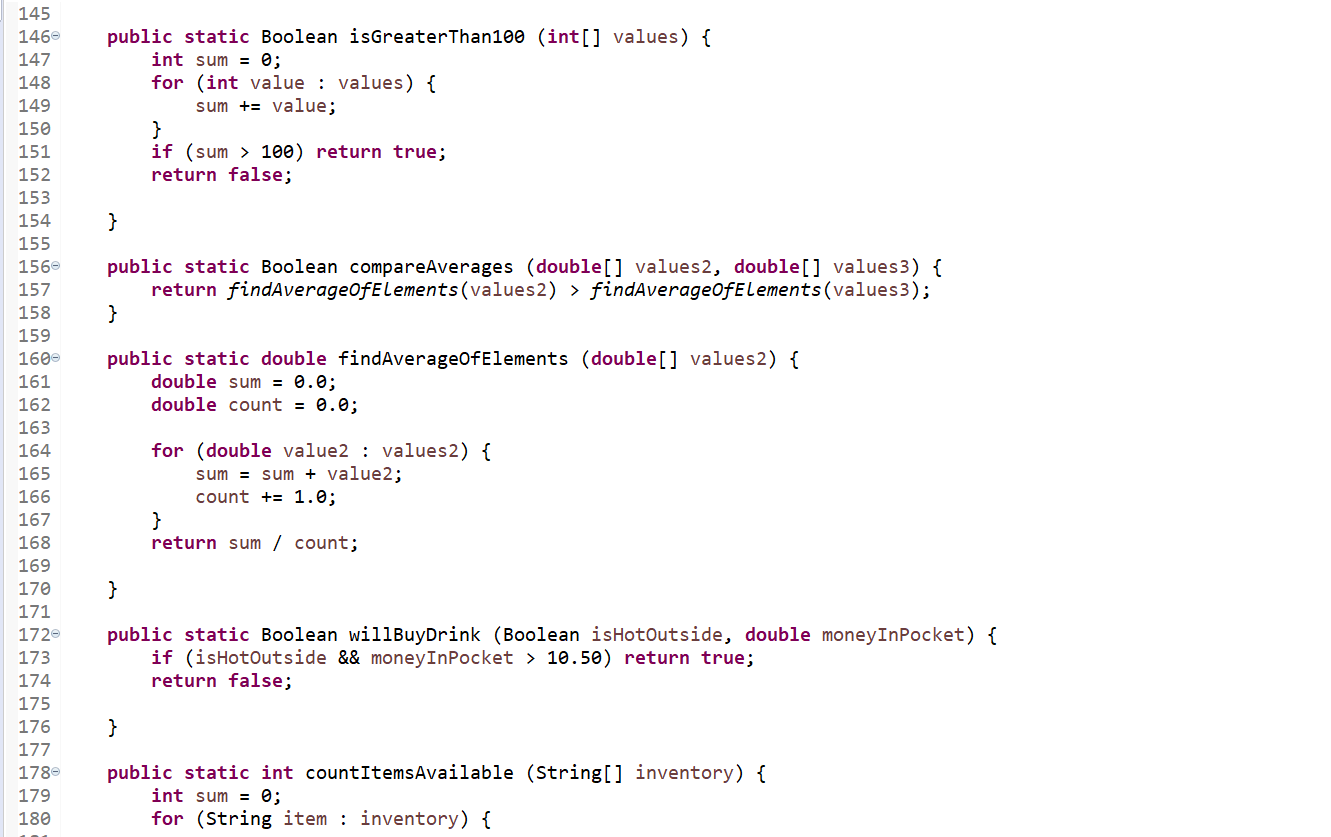 145
146 public static Boolean isGreaterThan100 (int[] values) {
147 int sum = 0;
148 for (int value : values) {
149 sum += value;
150 }
151 if (sum > 100) return true;
152 return false;
153
154 }
155
156 public static Boolean compareAverages (double[] values2, double[] values3) {
157 return findAverageOfElements(values2) > findAverageOfElements(values3);
158 }
159
160 public static double findAverageOfElements (double[] values2) {
161 double sum = 0.0;
162 double count = 0.0;
163
164 for (double value2 : values2) {
165 sum = sum + value2;
166 count += 1.0;
167 }
168 return sum / count;
169
170 }
171
172 public static Boolean willBuyDrink (Boolean isHotOutside, double moneyInPocket) {
173 if (isHotOutside && moneyInPocket > 10.50) return true;
174 return false;
175
176 }
177
178 public static int countItemsAvailable (String[] inventory) {
179 int sum = 0;
180 for (String item : inventory) {